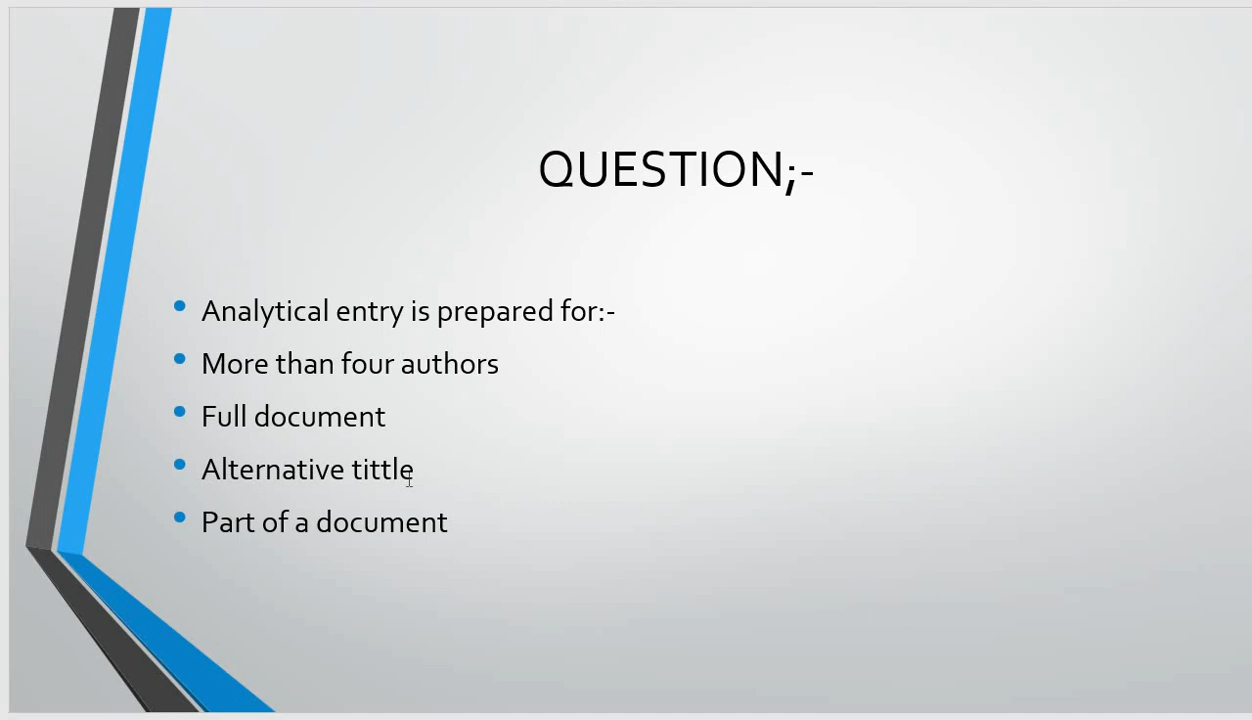 QUESTION;-
Analytical entry is prepared for:-
More than four authors
Full document
Alternative tittle
Part of a document